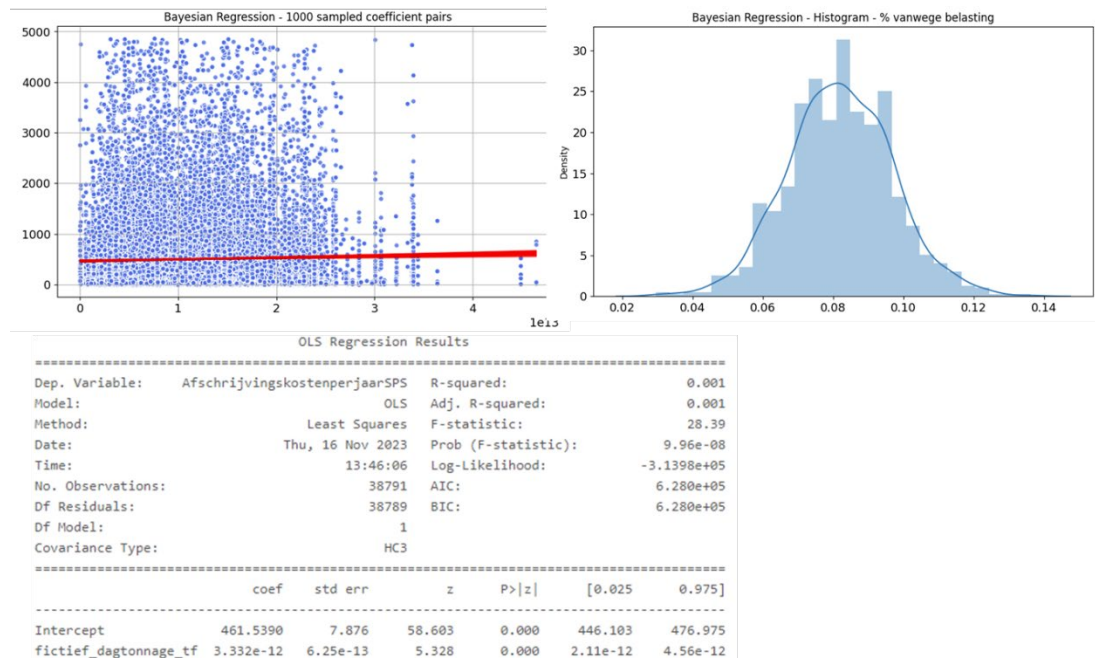 Bayesian Regression - 1000 sampled coefficient pairs
5000
4000
3000
2000
1000
0
0 1 2 3 4
1e13
Bayesian Regression - Histogram - % vanwege belasting
Density
30
25
20
15
10
5
0
0.02 0.04 0.06 0.08 0.10 0.12 0.14
OLS Regression Results
Dep. Variable: AfschrijvingskostenperjaarSPS R-squared: 0.001
Model: OLS Adj. R-squared: 0.001
Method: Least Squares F-statistic: 28.39
Date: Thu, 16 Nov 2023 Prob (F-statistic): 9.96e-08
Time: 13:46:06 Log-Likelihood: -3.1398e+05
No. Observations: 38791 AIC: 6.280e+05
Df Residuals: 38789 BIC: 6.280e+05
Df Model: 1
Covariance Type: HC3
coef std err z P>|z| [0.025 0.975]
Intercept 461.5390 7.876 58.603 0.000 446.103 476.975
fictief_dagtonnage_tf 3.332e-12 6.25e-13 5.328 0.000 2.11e-12 4.56e-12